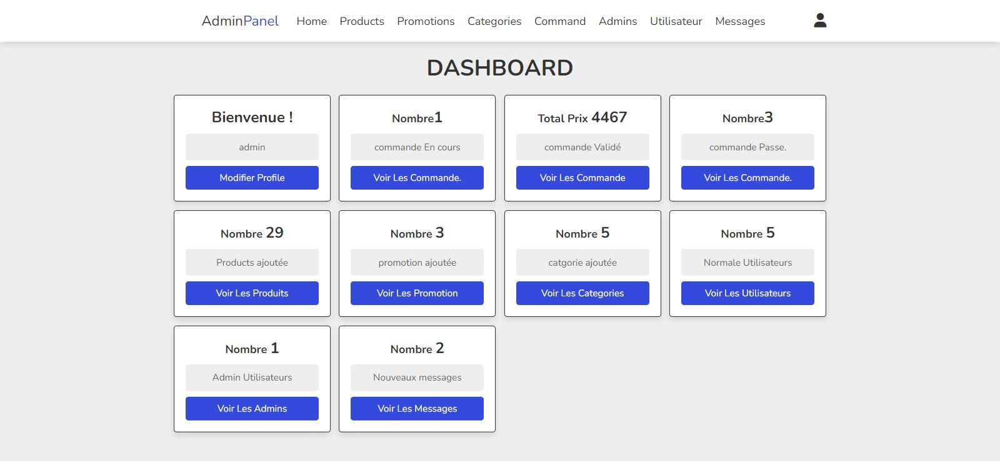 AdminPanel Home Products Promotions Categories Command Admins Utilisateur Messages
DASHBOARD
Bienvenue !
admin
Modifier Profile
Nombre1
commande En cours
Voir Les Commande.
Total Prix 4467
commande Validé
Voir Les Commande
Nombre3
commande Passe.
Voir Les Commande.
Nombre 29
Products ajoutée
Voir Les Produits
Nombre 3
promotion ajoutée
Voir Les Promotion
Nombre 5
catgorie ajoutée
Voir Les Categories
Nombre 5
Normale Utilisateurs
Voir Les Utilisateurs
Nombre 1
Admin Utilisateurs
Voir Les Admins
Nombre 2
Nouveaux messages
Voir Les Messages